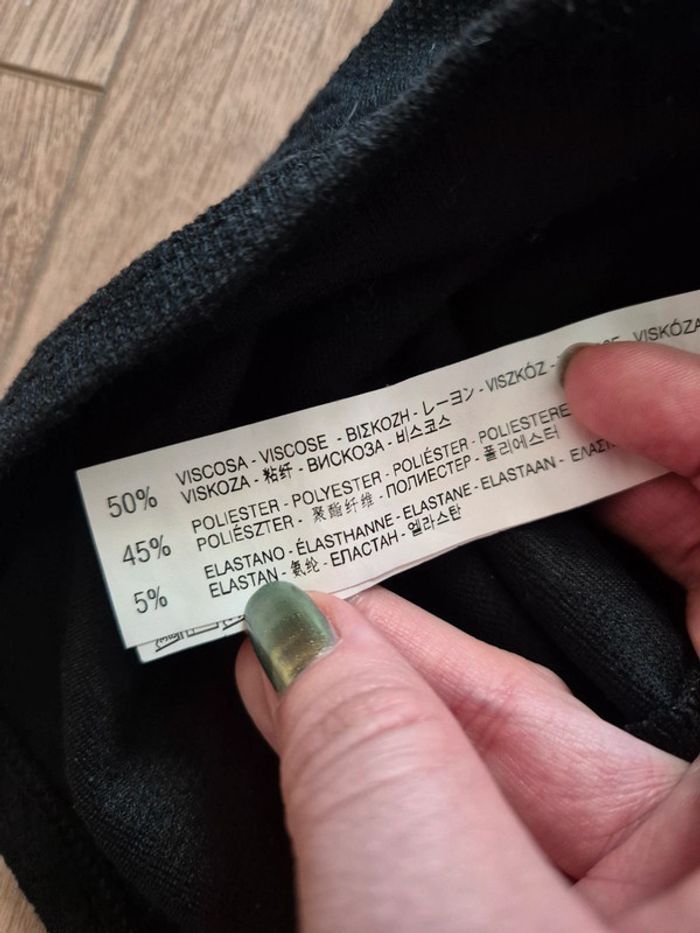 50% VISCOSA - VISCOSE - ΒΙΣΚΟΖΗ - レーヨン - VISZKÓZ - VISKÓZA
VISKOZA - 粘纤 - ВИСКОЗА - 비스코스
45% POLIESTER - POLYESTER - POLIÉSTER - POLIESTERE
POLIÉSZTER - 聚酯纤维 - ПОЛИЕСТЕР - 폴리에스터
5% ELASTANO - ÉLASTHANNE - ELASTANE - ELASTAAN -
ELASTAN - 氨纶 - ЕЛАСТАН - 엘라스탄